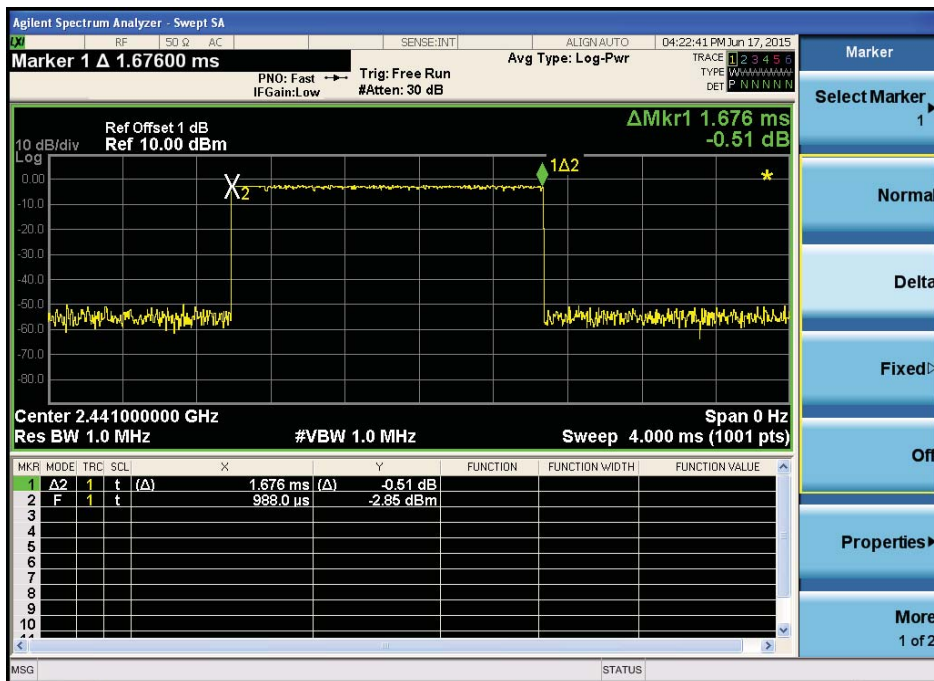 Agilent Spectrum Analyzer - Swept SA
LXI RF 50 Ω AC SENSE:INT ALIGN AUTO 04:22:41 PM Jun 17, 2015
Marker 1 Δ 1.67600 ms
PNO: Fast
IFGain:Low
Trig: Free Run
#Atten: 30 dB
Avg Type: Log-Pwr
TRACE 1 2 3 4 5 6
TYPE
DET P N N N N N
Ref Offset 1 dB
10 dB/div Ref 10.00 dBm
Log
ΔMkr1 1.676 ms
-0.51 dB
0.00
-10.0
-20.0
-30.0
-40.0
-50.0
-60.0
-70.0
-80.0
2
1Δ2
*
Center 2.441000000 GHz Span 0 Hz
Res BW 1.0 MHz #VBW 1.0 MHz Sweep 4.000 ms (1001 pts)
MKR MODE TRC SCL X Y FUNCTION FUNCTION WIDTH FUNCTION VALUE
1 Δ2 1 t (Δ) 1.676 ms (Δ) -0.51 dB
2 F 1 t 988.0 µs -2.85 dBm
3
4
5
6
7
8
9
10
MSG STATUS
Marker
Select Marker
1
Normal
Delta
Fixed
Off
Properties
More
1 of 2